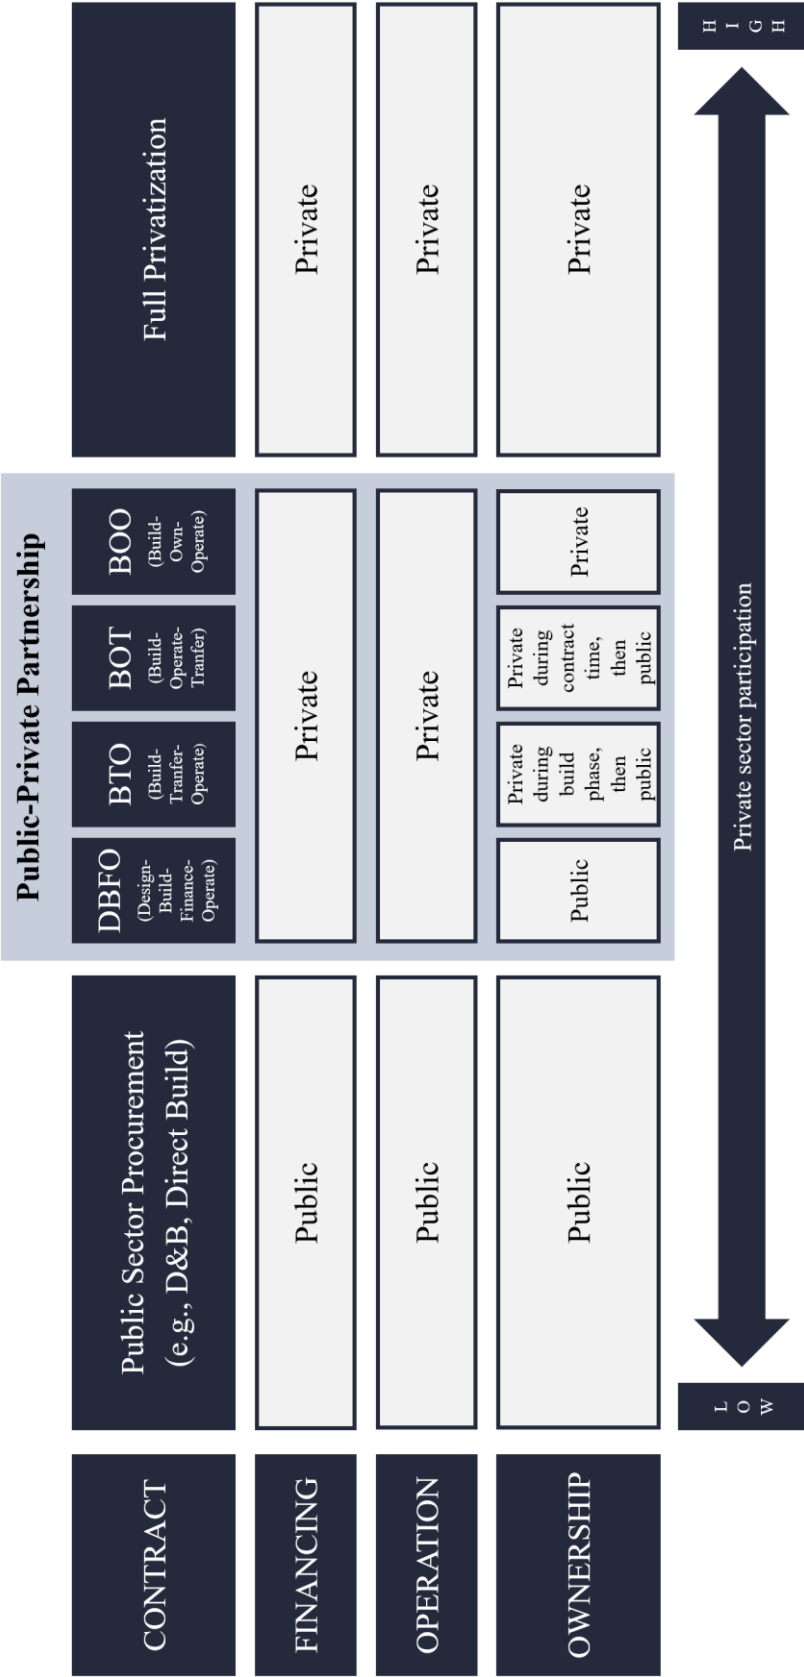 Public-Private Partnership
CONTRACT
Public Sector Procurement
(e.g., D&B, Direct Build)
DBFO
(Design-
Build-
Finance-
Operate)
BTO
(Build-
Tranfer-
Operate)
BOT
(Build-
Operate-
Tranfer)
BOO
(Build-
Own-
Operate)
Full Privatization
FINANCING
Public
Private
Private
OPERATION
Public
Private
Private
OWNERSHIP
Public
Public
Private
during
build
phase,
then
public
Private
during
contract
time,
then
public
Private
Private
L
O
W
Private sector participation
H
I
G
H